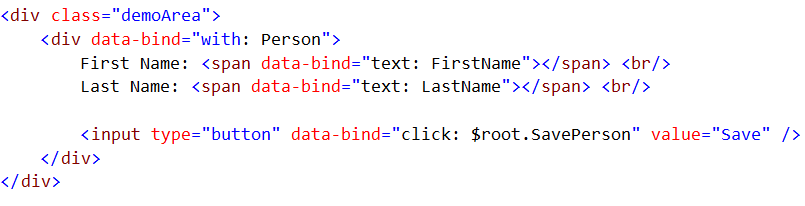 <div class="demoArea">
    <div data-bind="with: Person">
        First Name: <span data-bind="text: FirstName"></span> <br/>
        Last Name: <span data-bind="text: LastName"></span> <br/>

        <input type="button" data-bind="click: $root.SavePerson" value="Save" />
    </div>
</div>